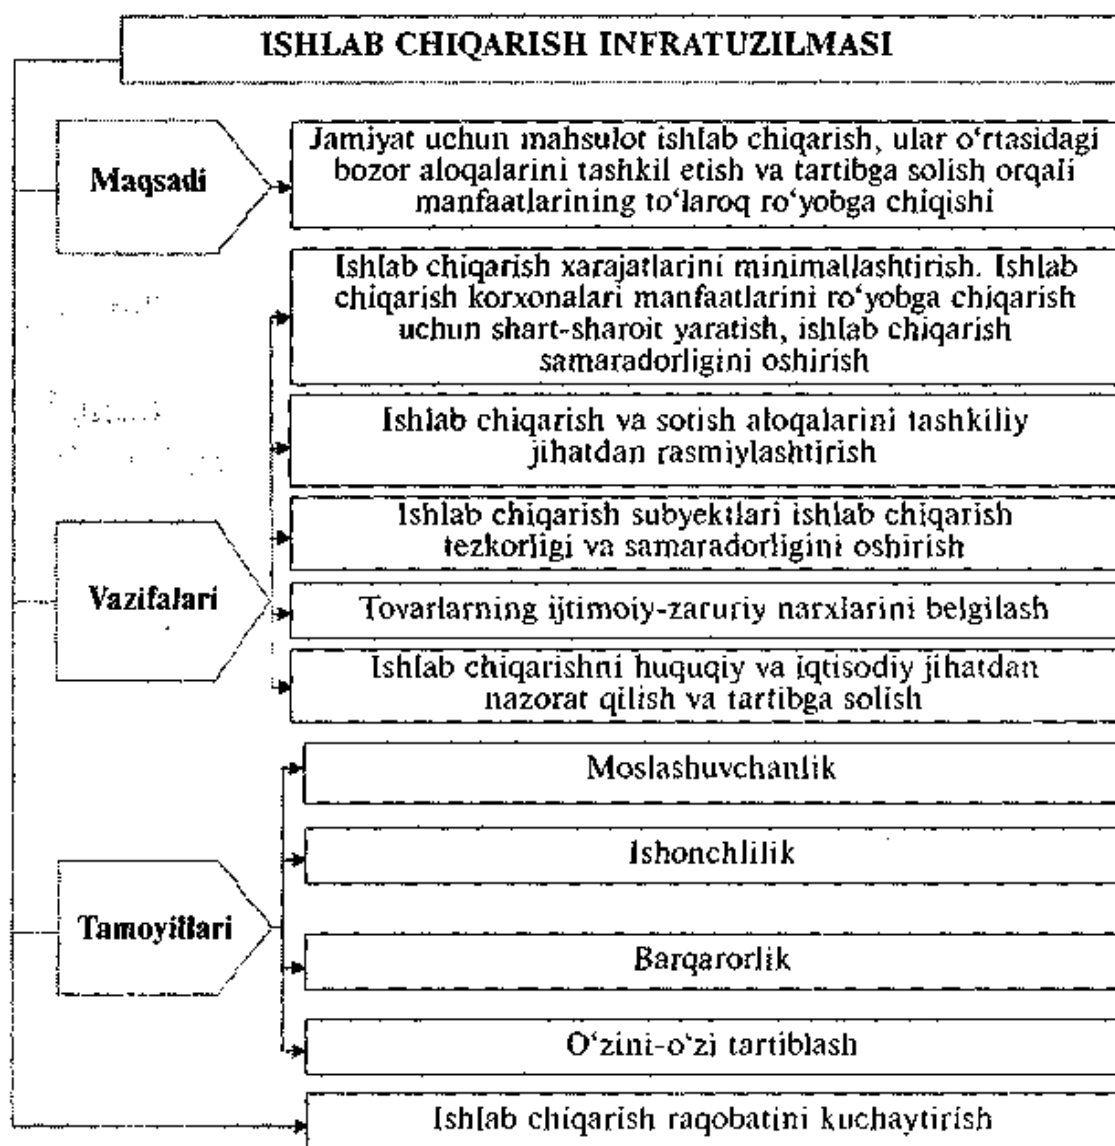 ISHLAB CHIQARISH INFRATUZILMASI
Maqsadi
Jamiyat uchun mahsulot ishlab chiqarish, ular o‘rtasidagi
bozor aloqalarini tashkil etish va tartibga solish orqali
manfaatlarining to‘laroq ro‘yobga chiqishi
Vazifalari
Ishlab chiqarish xarajatlarini minimallashtirish. Ishlab
chiqarish korxonalari manfaatlarini ro‘yobga chiqarish
uchun shart-sharoit yaratish, ishlab chiqarish
samaradorligini oshirish
Ishlab chiqarish va sotish aloqalarini tashkiliy
jihatdan rasmiylashtirish
Ishlab chiqarish subyektlari ishlab chiqarish
tezkorligi va samaradorligini oshirish
Tovarlarning ijtimoiy-zaruriy narxlarini belgilash
Ishlab chiqarishni huquqiy va iqtisodiy jihatdan
nazorat qilish va tartibga solish
Tamoyillari
Moslashuvchanlik
Ishonchlilik
Barqarorlik
O‘zini-o‘zi tartiblash
Ishlab chiqarish raqobatini kuchaytirish